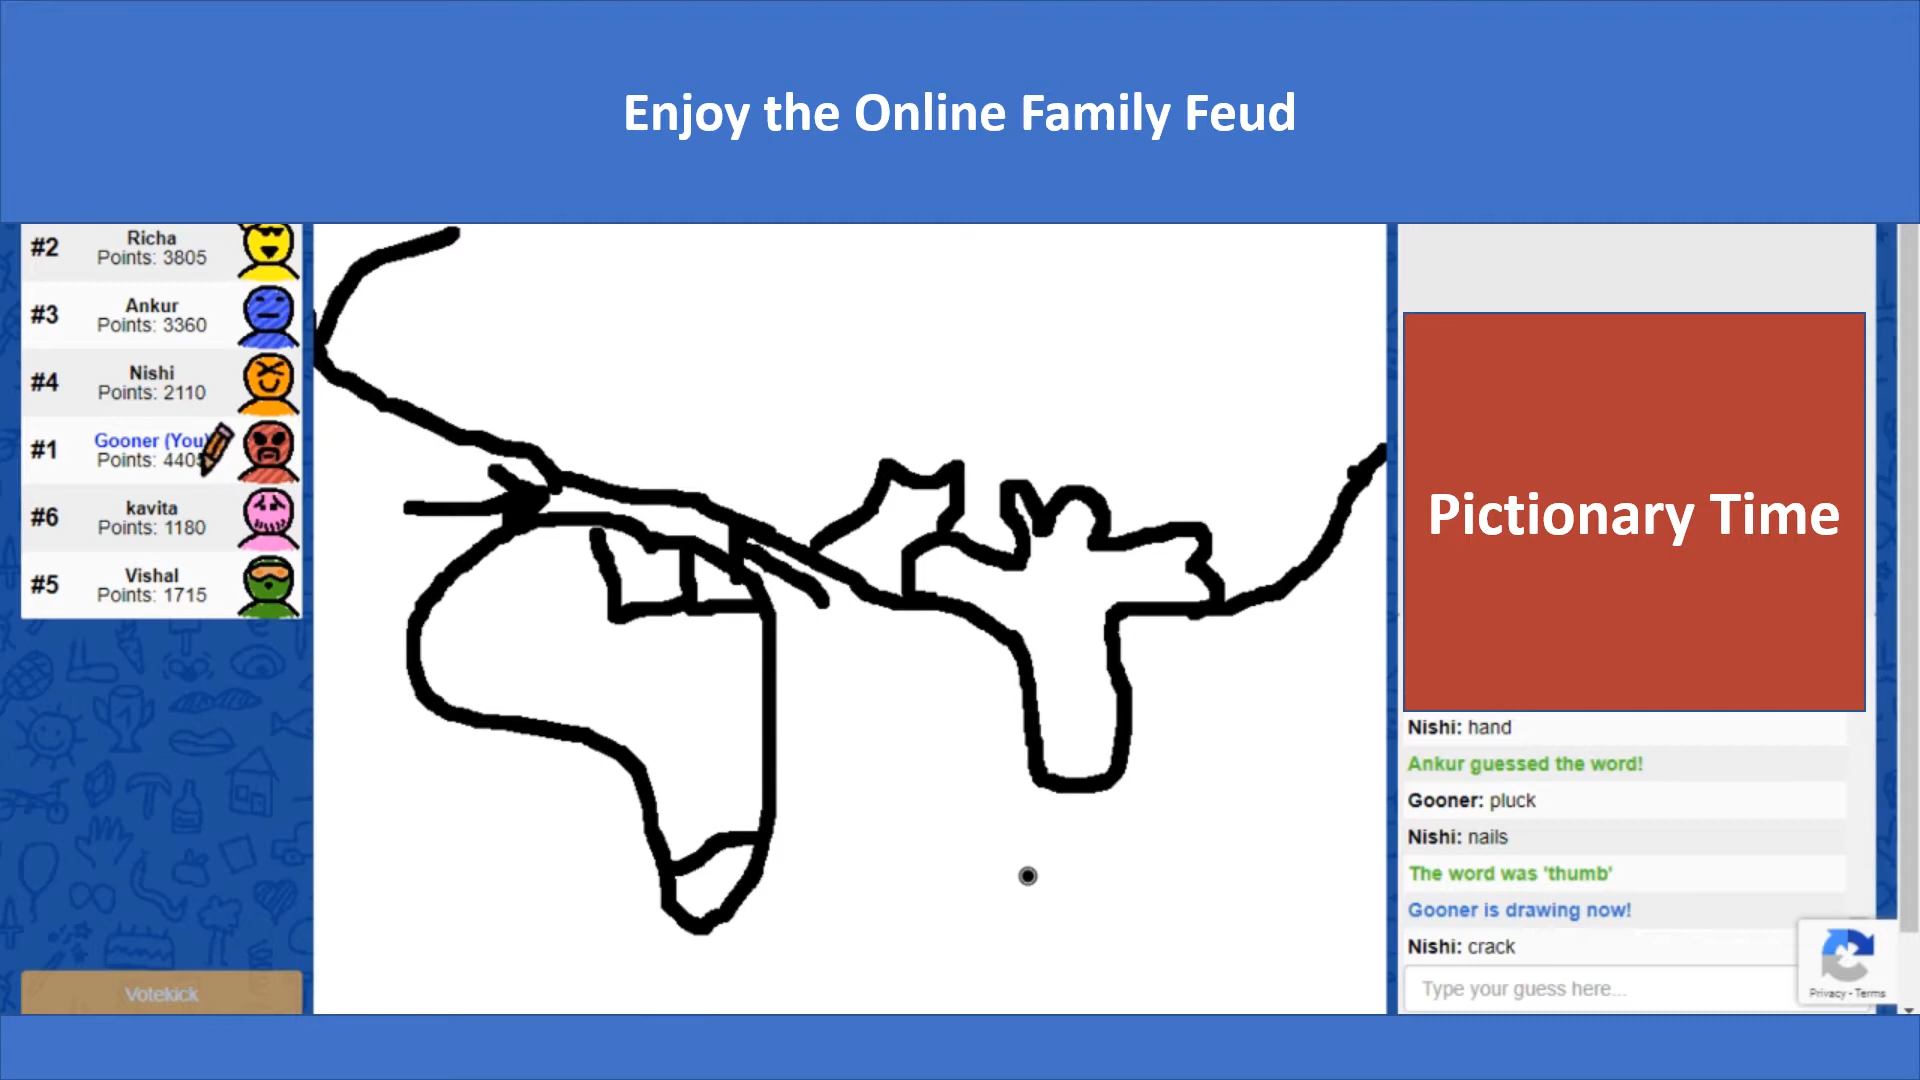 Enjoy the Online Family Feud
#2 Richa
Points: 3805
#3 Ankur
Points: 3360
#4 Nishi
Points: 2110
#1 Gooner (You)
Points: 4405
#6 kavita
Points: 1180
#5 Vishal
Points: 1715
Votekick
Pictionary Time
Nishi: hand
Ankur guessed the word!
Gooner: pluck
Nishi: nails
The word was 'thumb'
Gooner is drawing now!
Nishi: crack
Type your guess here...
Privacy - Terms